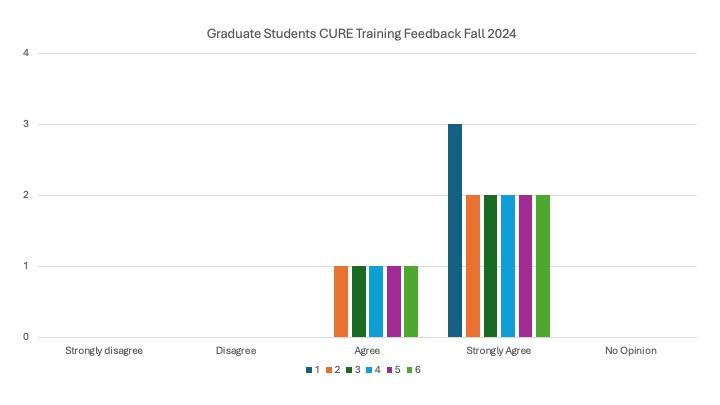 Graduate Students CURE Training Feedback Fall 2024
4
3
2
1
0
Strongly disagree Disagree Agree Strongly Agree No Opinion
1 2 3 4 5 6